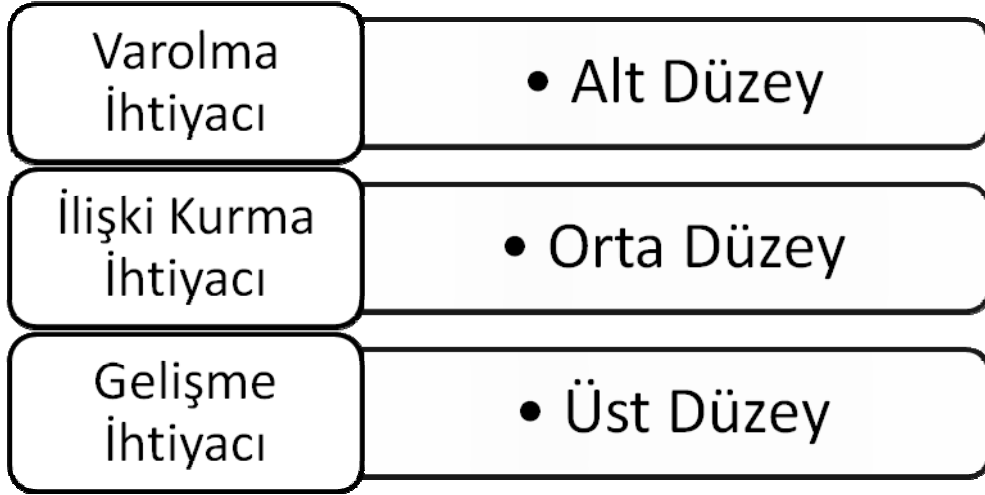 Varolma
İhtiyacı
• Alt Düzey
İlişki Kurma
İhtiyacı
• Orta Düzey
Gelişme
İhtiyacı
• Üst Düzey